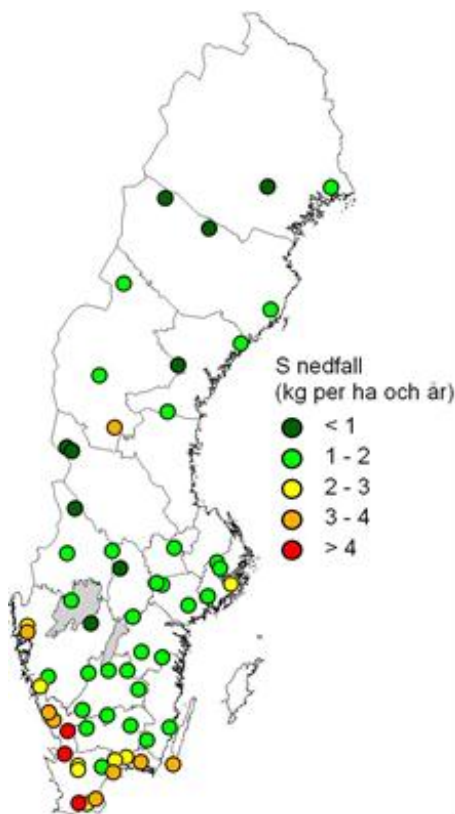 S nedfall
(kg per ha och år)
< 1
1 - 2
2 - 3
3 - 4
> 4